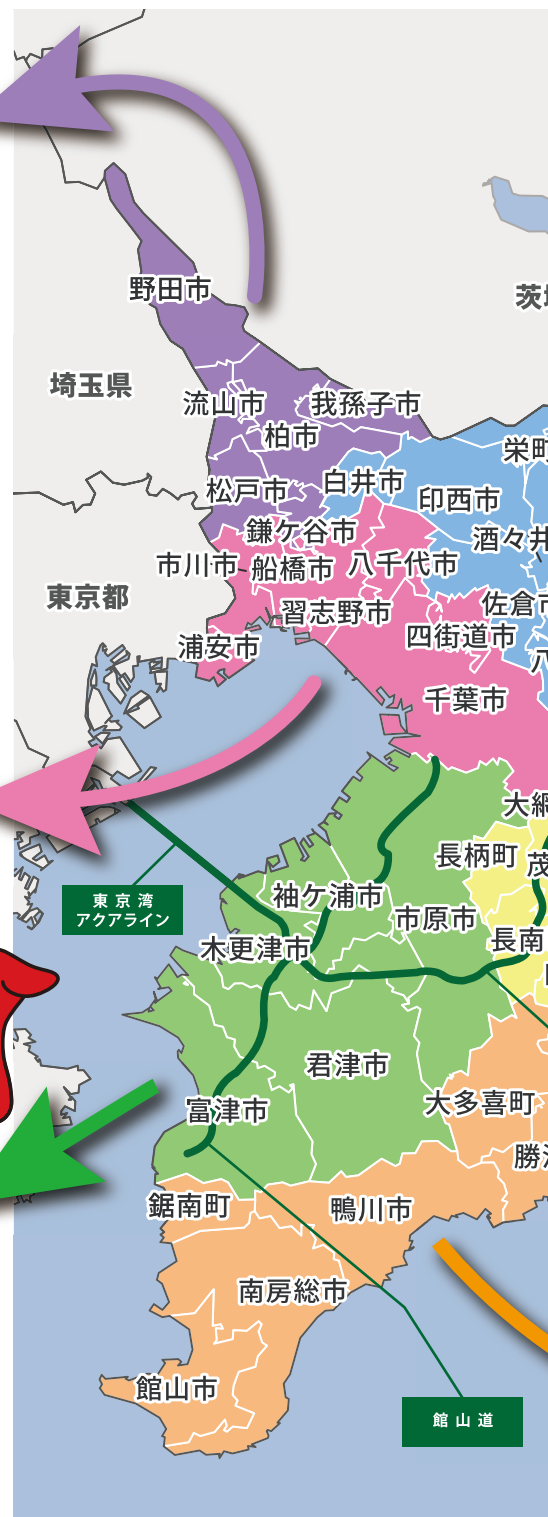 野田市
茨
埼玉県
流山市
我孫子市
柏市
栄町
松戸市
白井市
印西市
鎌ケ谷市
酒々井
市川市
船橋市
八千代市
東京都
習志野市
佐倉市
四街道市
浦安市
八
千葉市
大網
長柄町
茂
袖ケ浦市
東京湾
アクアライン
市原市
木更津市
長南
君津市
富津市
大多喜町
勝
鋸南町
鴨川市
南房総市
館山市
館山道